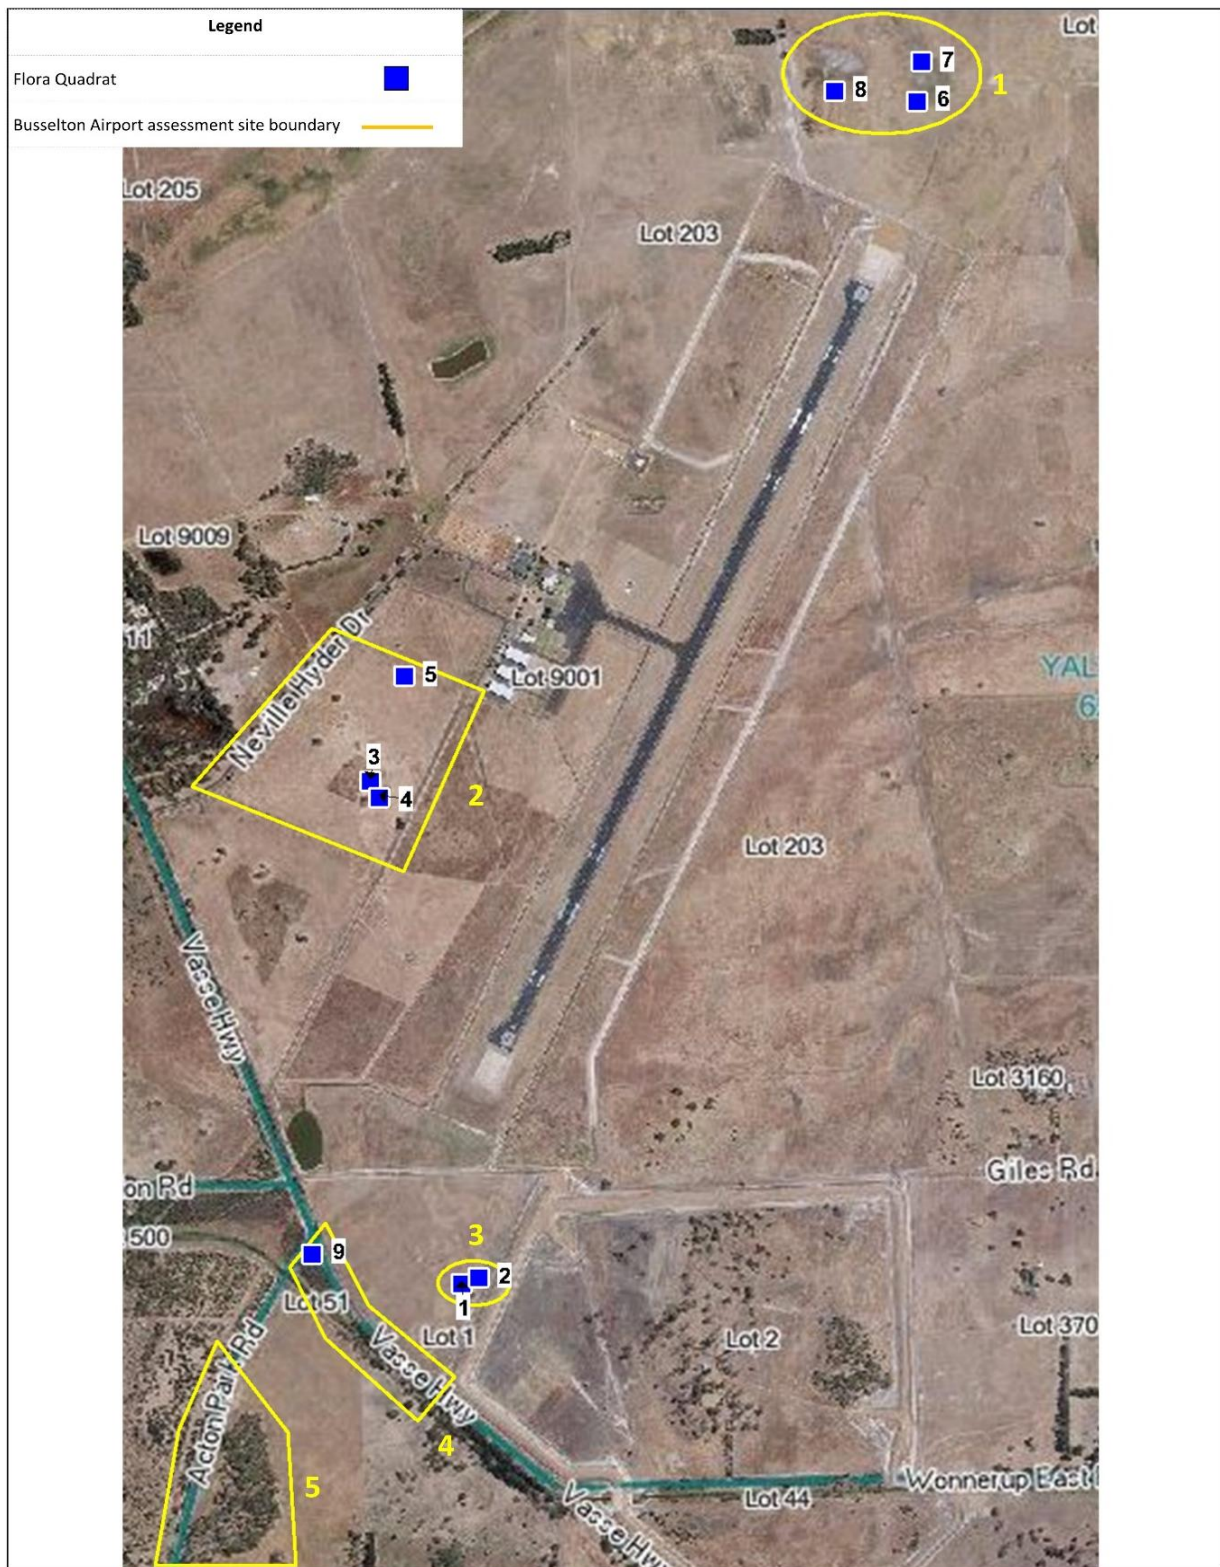 Legend
Flora Quadrat
Busselton Airport assessment site boundary
Lot
7
1
8
6
Lot 205
Lot 203
Lot 9009
11
Neville Hyder Dr
5
Lot 9001
YAL
3
4
2
Lot 203
Vasse Hwy
Lot 3160
on Rd
Giles Rd
500
9
3
2
1
Lot 51
Vasse Hwy
Lot 1
Lot 2
Lot 370
Acton Park Rd
4
5
Wonnerup East
Lot 44
Vasse Hwy